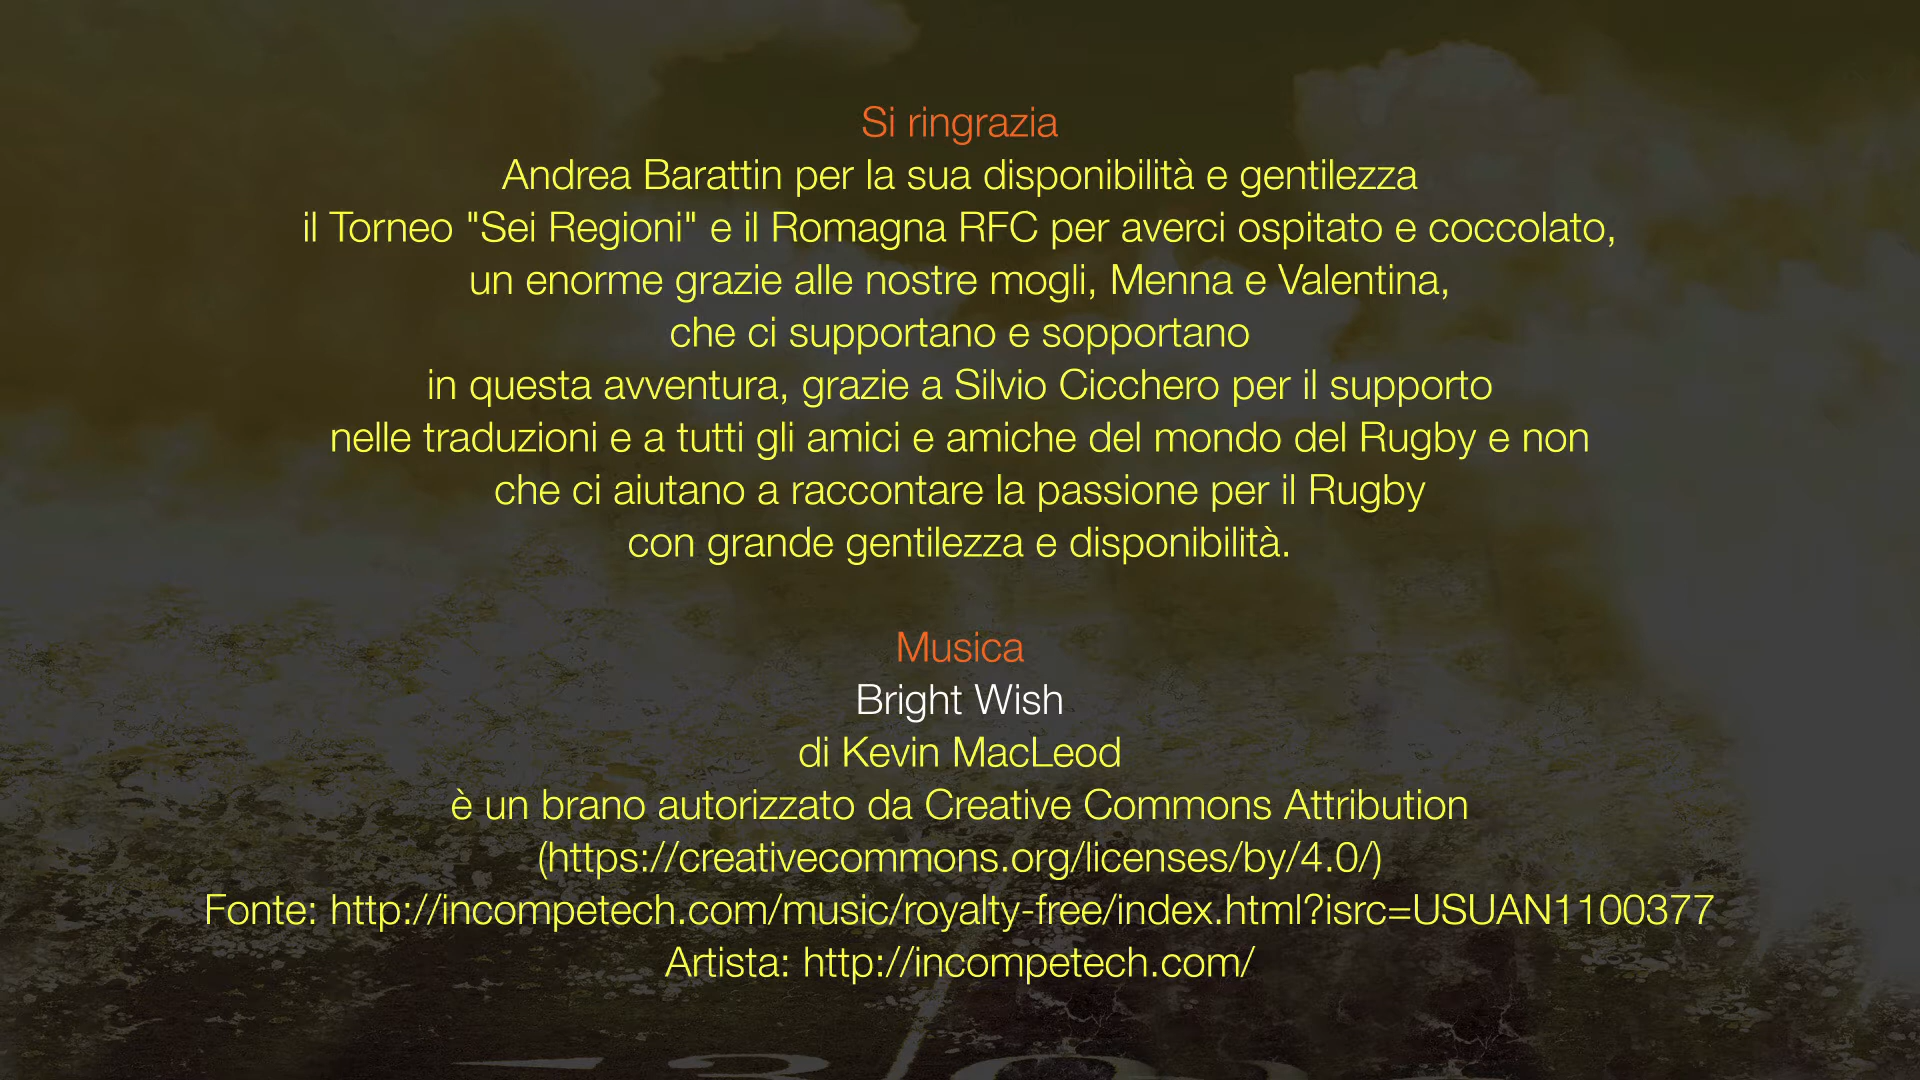 Si ringrazia
Andrea Barattin per la sua disponibilità e gentilezza
il Torneo "Sei Regioni" e il Romagna RFC per averci ospitato e coccolato,
un enorme grazie alle nostre mogli, Menna e Valentina,
che ci supportano e sopportano
in questa avventura, grazie a Silvio Cicchero per il supporto
nelle traduzioni e a tutti gli amici e amiche del mondo del Rugby e non
che ci aiutano a raccontare la passione per il Rugby
con grande gentilezza e disponibilità.
Musica
Bright Wish
di Kevin MacLeod
è un brano autorizzato da Creative Commons Attribution
(https://creativecommons.org/licenses/by/4.0/)
Fonte: http://incompetech.com/music/royalty-free/index.html?isrc=USUAN1100377
Artista: http://incompetech.com/